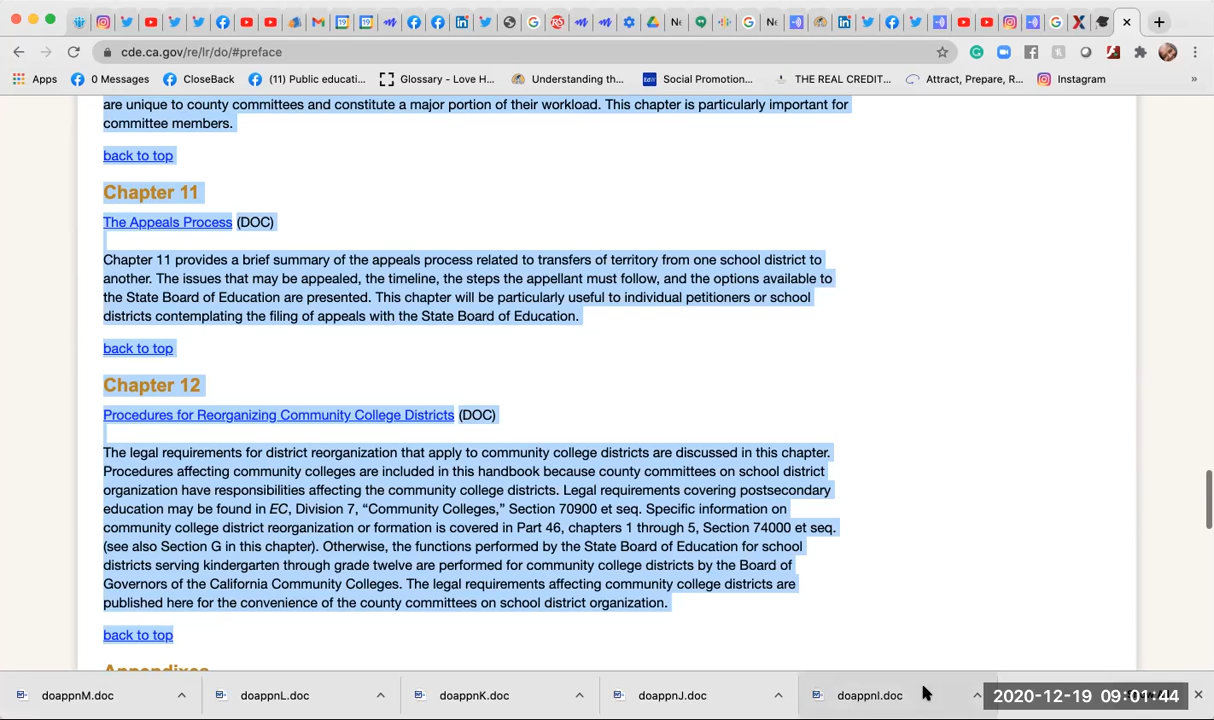 cde.ca.gov/re/lr/do/#preface
Apps
0 Messages
CloseBack
(11) Public educati...
Glossary - Love H...
Understanding th...
Social Promotion...
THE REAL CREDIT...
Attract, Prepare, R...
Instagram
»
are unique to county committees and constitute a major portion of their workload. This chapter is particularly important for
committee members.
back to top
Chapter 11
The Appeals Process (DOC)
Chapter 11 provides a brief summary of the appeals process related to transfers of territory from one school district to
another. The issues that may be appealed, the timeline, the steps the appellant must follow, and the options available to
the State Board of Education are presented. This chapter will be particularly useful to individual petitioners or school
districts contemplating the filing of appeals with the State Board of Education.
back to top
Chapter 12
Procedures for Reorganizing Community College Districts (DOC)
The legal requirements for district reorganization that apply to community college districts are discussed in this chapter.
Procedures affecting community colleges are included in this handbook because county committees on school district
organization have responsibilities affecting the community college districts. Legal requirements covering postsecondary
education may be found in EC, Division 7, “Community Colleges,” Section 70900 et seq. Specific information on
community college district reorganization or formation is covered in Part 46, chapters 1 through 5, Section 74000 et seq.
(see also Section G in this chapter). Otherwise, the functions performed by the State Board of Education for school
districts serving kindergarten through grade twelve are performed for community college districts by the Board of
Governors of the California Community Colleges. The legal requirements affecting community college districts are
published here for the convenience of the county committees on school district organization.
back to top
Appendixes
doappnM.doc
doappnL.doc
doappnK.doc
doappnJ.doc
doappnI.doc
2020-12-19 09:01:44